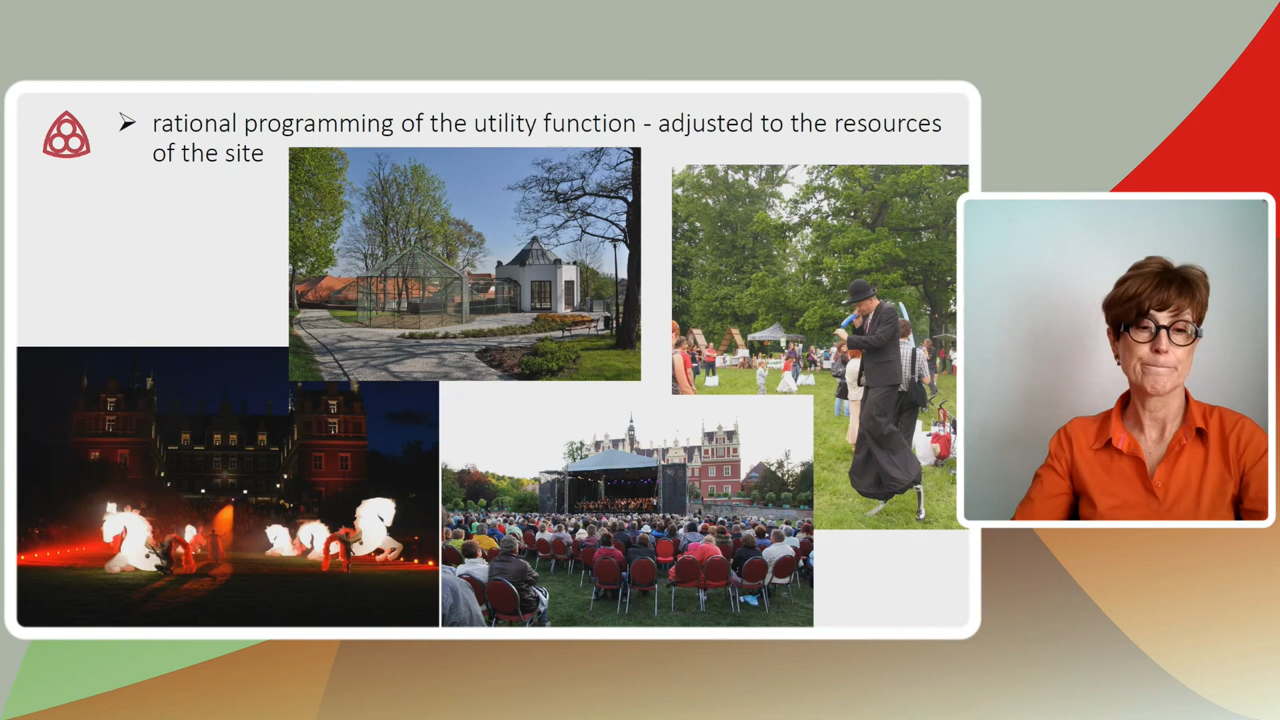 rational programming of the utility function - adjusted to the resources
of the site